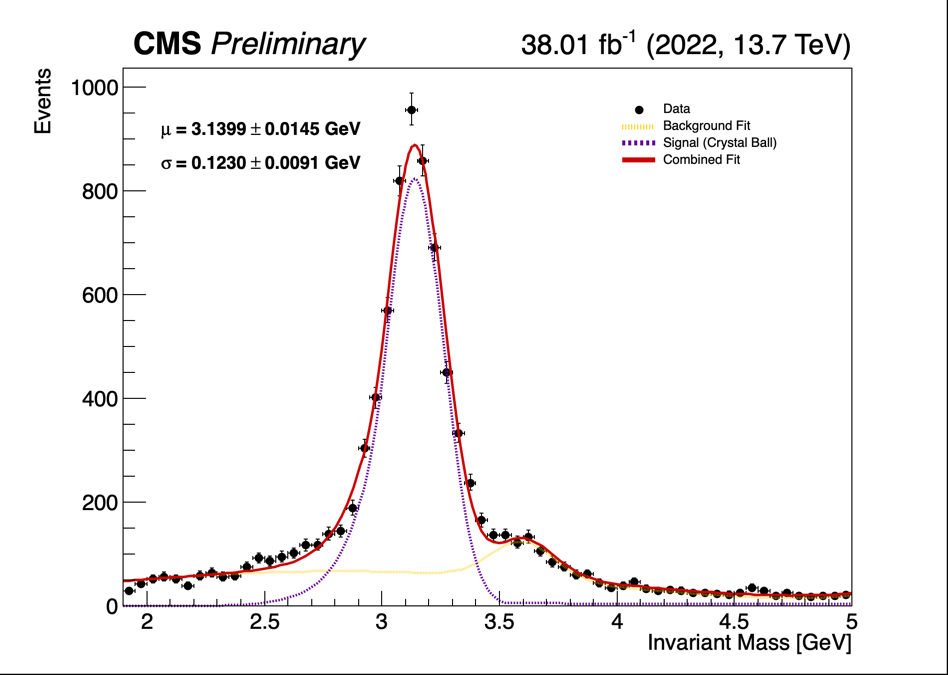 CMS Preliminary
38.01 fb⁻¹ (2022, 13.7 TeV)
Events
1000
800
600
400
200
0
μ = 3.1399 ± 0.0145 GeV
σ = 0.1230 ± 0.0091 GeV
Data
Background Fit
Signal (Crystal Ball)
Combined Fit
2 2.5 3 3.5 4 4.5 5
Invariant Mass [GeV]